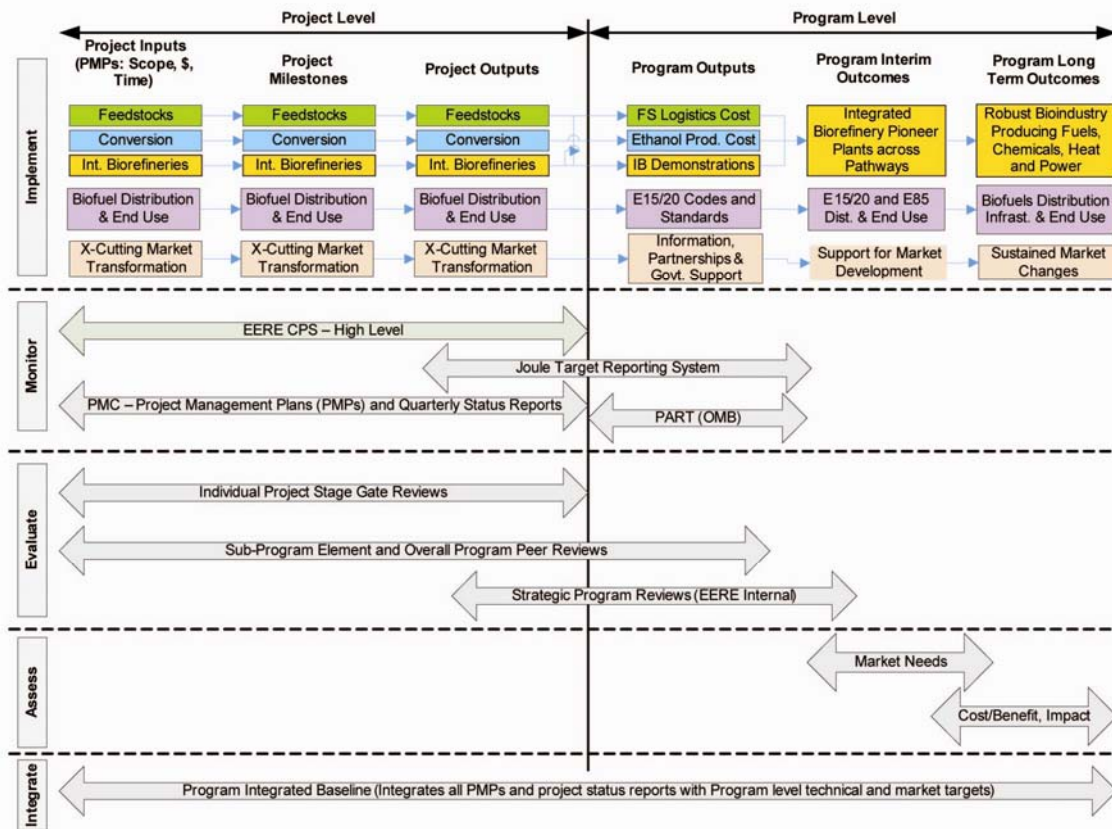 Project Level
Program Level
Project Inputs
(PMPs: Scope, $,
Time)
Project
Milestones
Project Outputs
Program Outputs
Program Interim
Outcomes
Program Long
Term Outcomes
Implement
Feedstocks
Feedstocks
Feedstocks
FS Logistics Cost
Conversion
Conversion
Conversion
Ethanol Prod. Cost
Int. Biorefineries
Int. Biorefineries
Int. Biorefineries
IB Demonstrations
Integrated
Biorefinery Pioneer
Plants across
Pathways
Robust Bioindustry
Producing Fuels,
Chemicals, Heat
and Power
Biofuel Distribution
& End Use
Biofuel Distribution
& End Use
Biofuel Distribution
& End Use
E15/20 Codes and
Standards
E15/20 and E85
Dist. & End Use
Biofuels Distribution
Infrast. & End Use
X-Cutting Market
Transformation
X-Cutting Market
Transformation
X-Cutting Market
Transformation
Information,
Partnerships &
Govt. Support
Support for Market
Development
Sustained Market
Changes
Monitor
EERE CPS – High Level
Joule Target Reporting System
PMC – Project Management Plans (PMPs) and Quarterly Status Reports
PART (OMB)
Evaluate
Individual Project Stage Gate Reviews
Sub-Program Element and Overall Program Peer Reviews
Strategic Program Reviews (EERE Internal)
Assess
Market Needs
Cost/Benefit, Impact
Integrate
Program Integrated Baseline (Integrates all PMPs and project status reports with Program level technical and market targets)